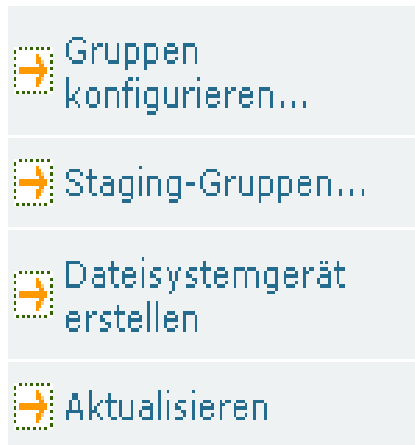 Gruppen
konfigurieren...
Staging-Gruppen...
Dateisystemgerät
erstellen
Aktualisieren